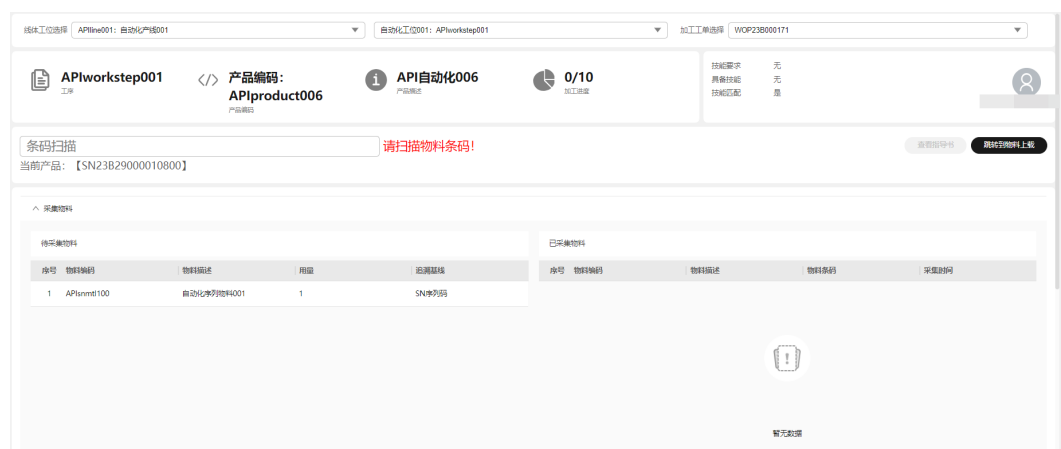 线体工位选择 APIline001：自动化产线001 自动化工位001：APIworkstep001 加工工单选择 WOP23B000171
APIworkstep001
工序
产品编码：
APIproduct006
产品编码
API自动化006
产品描述
0/10
加工进度
技能要求 无
具备技能 无
技能匹配 是
条码扫描 请扫描物料条码！ 查看指导书 跳转到物料上载
当前产品：【SN23B29000010800】
采集物料
待采集物料 已采集物料
序号 物料编码 物料描述 用量 追溯基线 序号 物料编码 物料描述 物料条码 采集时间
1 APIsnmtl100 自动化序列物料001 1 SN序列码
暂无数据